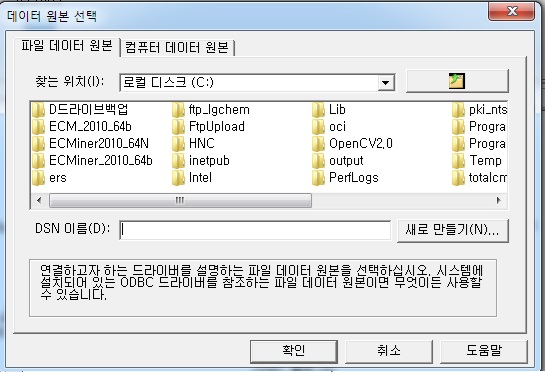 데이터 원본 선택
파일 데이터 원본 컴퓨터 데이터 원본
찾는 위치(I): 로컬 디스크 (C:)
D드라이브백업 ftp_lgchem Lib pki_nts
ECM_2010_64b FtpUpload oci Progra
ECMiner2010_64N HNC OpenCV2,0 Progra
ECMiner_2010_64b inetpub output Temp
ers Intel PerfLogs totalcm
DSN 이름(D): 새로 만들기(N)...
연결하고자 하는 드라이버를 설명하는 파일 데이터 원본을 선택하십시오. 시스템에
설치되어 있는 ODBC 드라이버를 참조하는 파일 데이터 원본이면 무엇이든 사용할
수 있습니다.
확인 취소 도움말